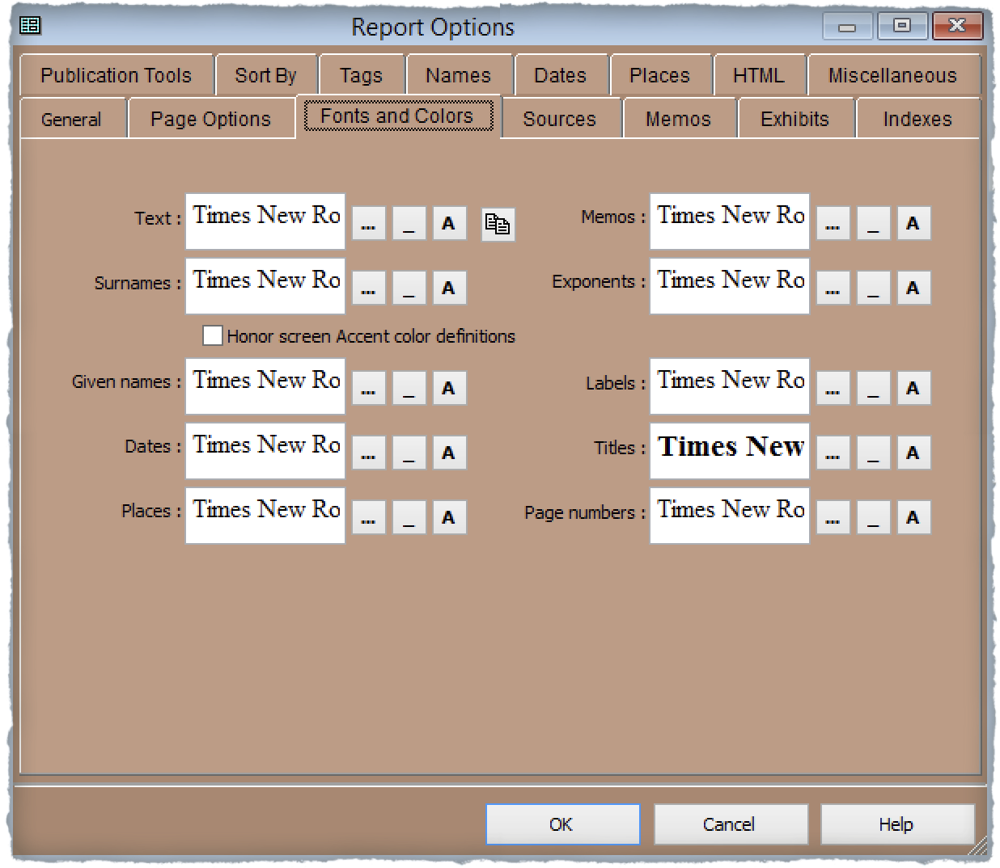 Report Options
Publication Tools Sort By Tags Names Dates Places HTML Miscellaneous
General Page Options Fonts and Colors Sources Memos Exhibits Indexes
Text : Times New Ro ... _ A Memos : Times New Ro ... _ A
Surnames : Times New Ro ... _ A Exponents : Times New Ro ... _ A
Honor screen Accent color definitions
Given names : Times New Ro ... _ A Labels : Times New Ro ... _ A
Dates : Times New Ro ... _ A Titles : Times New ... _ A
Places : Times New Ro ... _ A Page numbers : Times New Ro ... _ A
OK Cancel Help